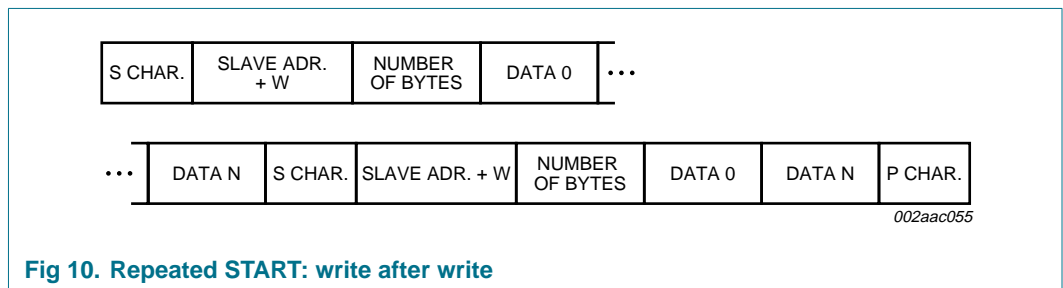 S CHAR. SLAVE ADR. + W NUMBER OF BYTES DATA 0 •••
••• DATA N S CHAR. SLAVE ADR. + W NUMBER OF BYTES DATA 0 DATA N P CHAR.
002aac055
Fig 10. Repeated START: write after write